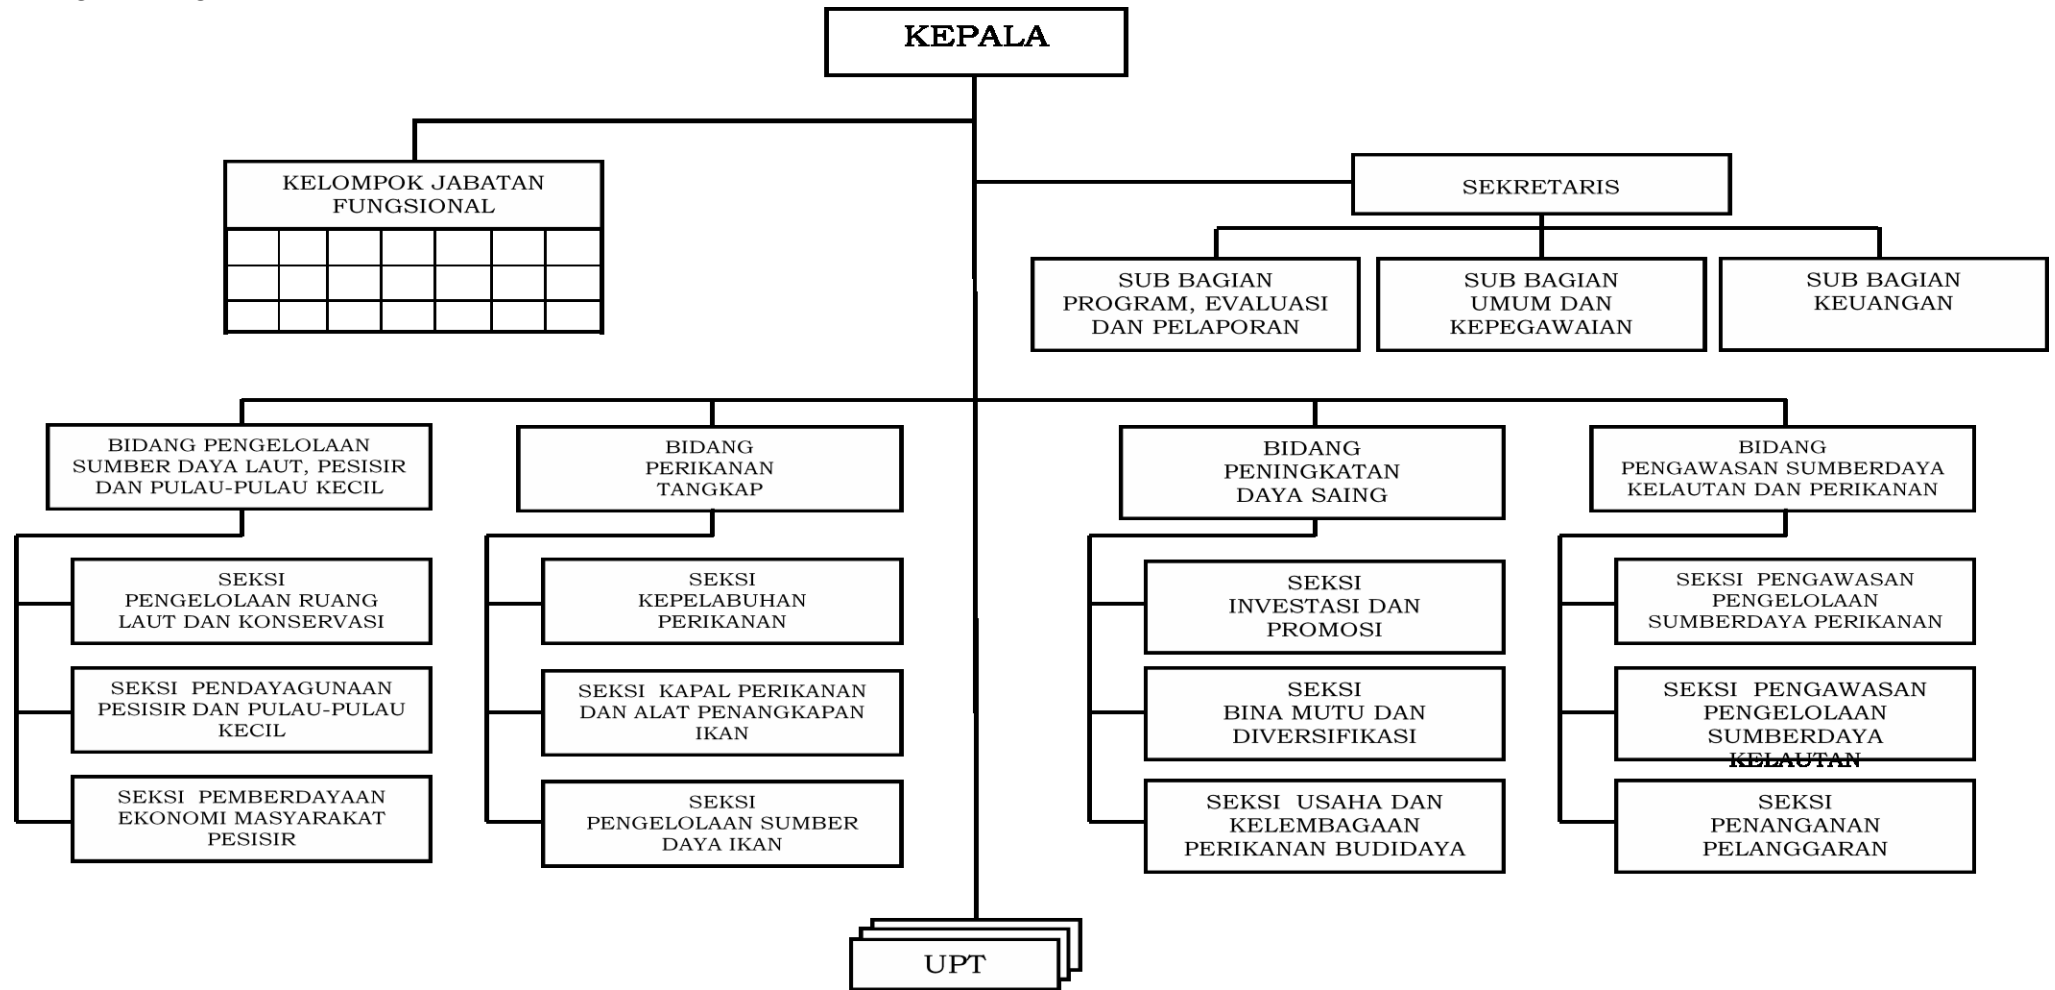 KEPALA
KELOMPOK JABATAN
FUNGSIONAL
SEKRETARIS
SUB BAGIAN
PROGRAM, EVALUASI
DAN PELAPORAN
SUB BAGIAN
UMUM DAN
KEPEGAWAIAN
SUB BAGIAN
KEUANGAN
BIDANG PENGELOLAAN
SUMBER DAYA LAUT, PESISIR
DAN PULAU-PULAU KECIL
BIDANG
PERIKANAN
TANGKAP
BIDANG
PENINGKATAN
DAYA SAING
BIDANG
PENGAWASAN SUMBERDAYA
KELAUTAN DAN PERIKANAN
SEKSI
PENGELOLAAN RUANG
LAUT DAN KONSERVASI
SEKSI
KEPELABUHAN
PERIKANAN
SEKSI
INVESTASI DAN
PROMOSI
SEKSI PENGAWASAN
PENGELOLAAN
SUMBERDAYA PERIKANAN
SEKSI PENDAYAGUNAAN
PESISIR DAN PULAU-PULAU
KECIL
SEKSI KAPAL PERIKANAN
DAN ALAT PENANGKAPAN
IKAN
SEKSI
BINA MUTU DAN
DIVERSIFIKASI
SEKSI PENGAWASAN
PENGELOLAAN
SUMBERDAYA
KELAUTAN
SEKSI PEMBERDAYAAN
EKONOMI MASYARAKAT
PESISIR
SEKSI
PENGELOLAAN SUMBER
DAYA IKAN
SEKSI USAHA DAN
KELEMBAGAAN
PERIKANAN BUDIDAYA
SEKSI
PENANGANAN
PELANGGARAN
UPT